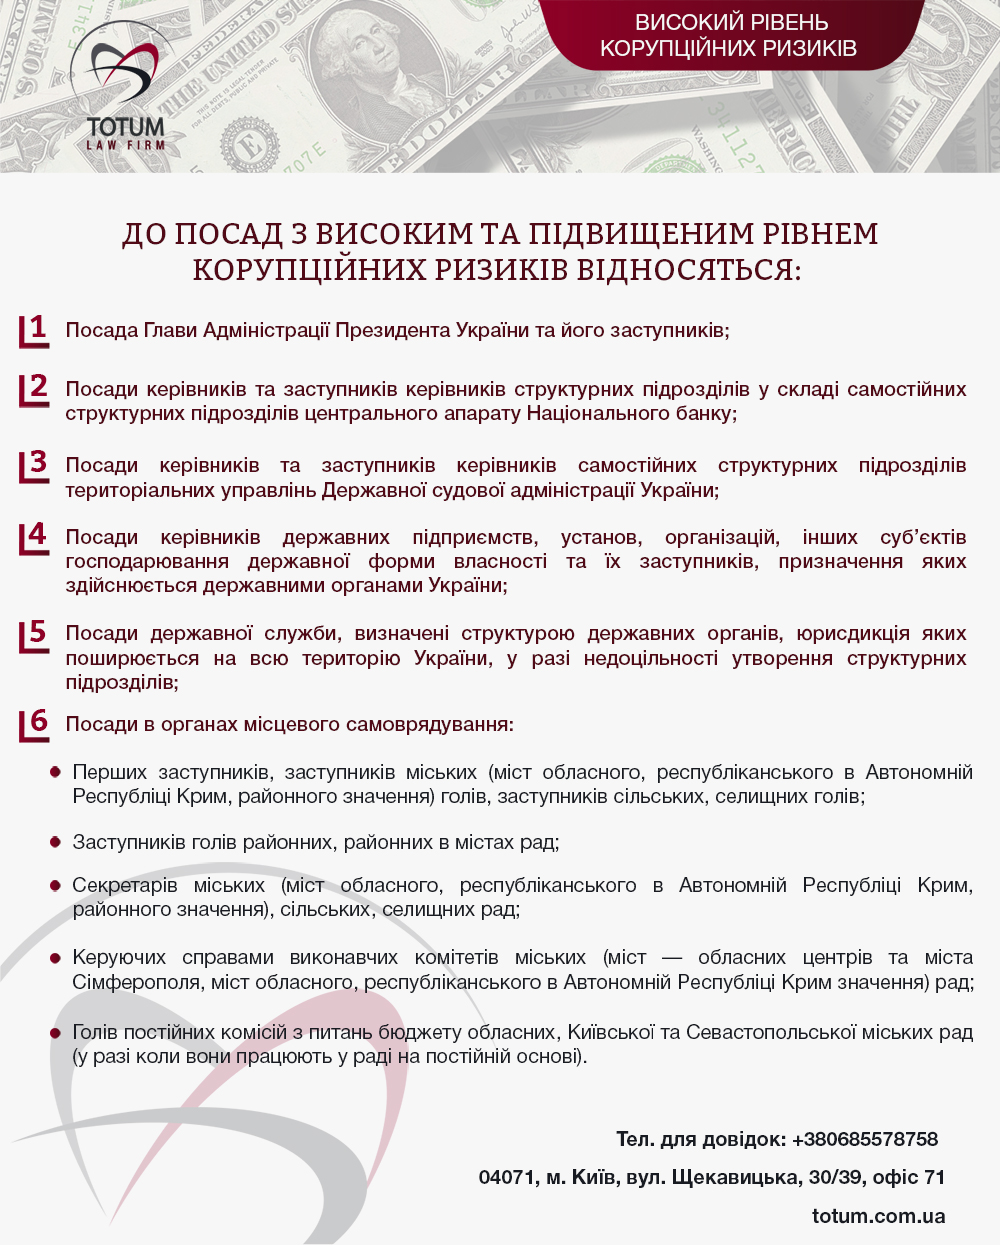 TOTUM
LAW FIRM
ВИСОКИЙ РІВЕНЬ
КОРУПЦІЙНИХ РИЗИКІВ
ДО ПОСАД З ВИСОКИМ ТА ПІДВИЩЕНИМ РІВНЕМ
КОРУПЦІЙНИХ РИЗИКІВ ВІДНОСЯТЬСЯ:
1 Посада Глави Адміністрації Президента України та його заступників;
2 Посади керівників та заступників керівників структурних підрозділів у складі самостійних
структурних підрозділів центрального апарату Національного банку;
3 Посади керівників та заступників керівників самостійних структурних підрозділів
територіальних управлінь Державної судової адміністрації України;
4 Посади керівників державних підприємств, установ, організацій, інших суб’єктів
господарювання державної форми власності та їх заступників, призначення яких
здійснюється державними органами України;
5 Посади державної служби, визначені структурою державних органів, юрисдикція яких
поширюється на всю територію України, у разі недоцільності утворення структурних
підрозділів;
6 Посади в органах місцевого самоврядування:
● Перших заступників, заступників міських (міст обласного, республіканського в Автономній
Республіці Крим, районного значення) голів, заступників сільських, селищних голів;
● Заступників голів районних, районних в містах рад;
● Секретарів міських (міст обласного, республіканського в Автономній Республіці Крим,
районного значення), сільських, селищних рад;
● Керуючих справами виконавчих комітетів міських (міст — обласних центрів та міста
Сімферополя, міст обласного, республіканського в Автономній Республіці Крим значення) рад;
● Голів постійних комісій з питань бюджету обласних, Київської та Севастопольської міських рад
(у разі коли вони працюють у раді на постійній основі).
Тел. для довідок: +380685578758
04071, м. Київ, вул. Щекавицька, 30/39, офіс 71
totum.com.ua